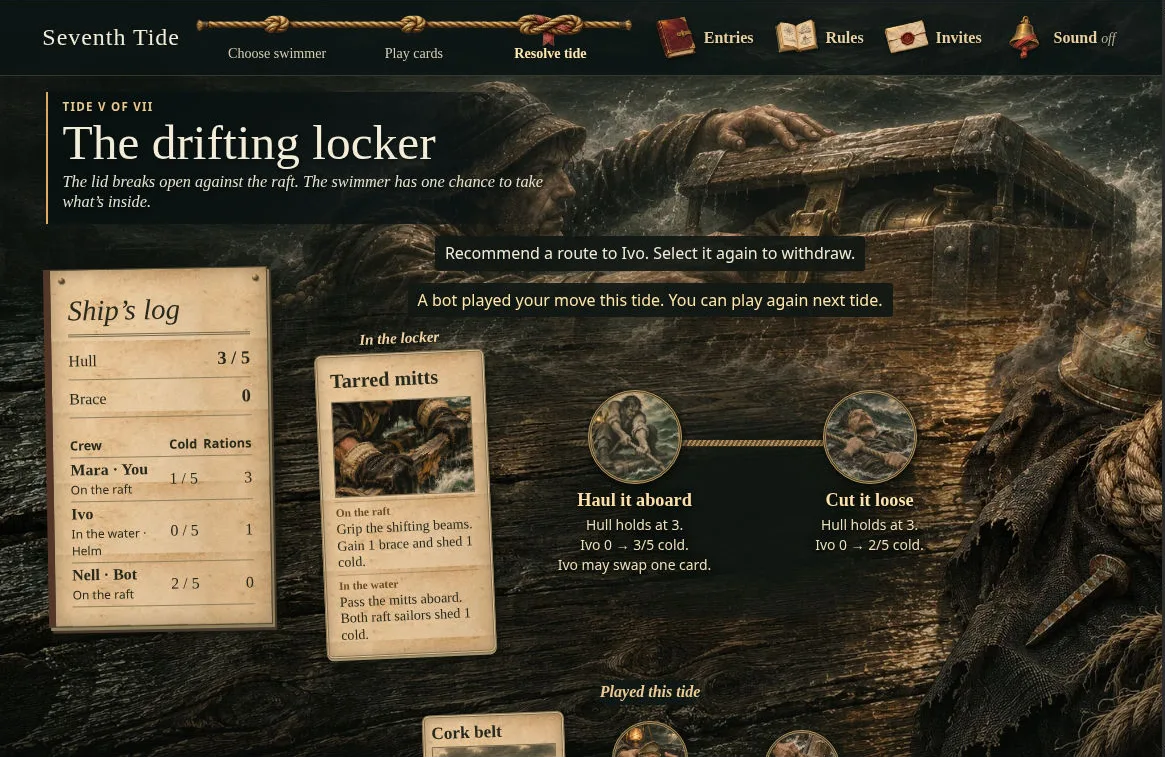 Seventh Tide
Choose swimmer
Play cards
Resolve tide
Entries
Rules
Invites
Sound off
TIDE V OF VII
The drifting locker
The lid breaks open against the raft. The swimmer has one chance to take
what’s inside.
Recommend a route to Ivo. Select it again to withdraw.
A bot played your move this tide. You can play again next tide.
Ship’s log
Hull 3 / 5
Brace 0
Crew Cold Rations
Mara · You
On the raft
1 / 5 3
Ivo
In the water ·
Helm
0 / 5 1
Nell · Bot
On the raft
2 / 5 0
In the locker
Tarred mitts
On the raft
Grip the shifting beams.
Gain 1 brace and shed 1
cold.
In the water
Pass the mitts aboard.
Both raft sailors shed 1
cold.
Haul it aboard
Hull holds at 3.
Ivo 0 → 3/5 cold.
Ivo may swap one card.
Cut it loose
Hull holds at 3.
Ivo 0 → 2/5 cold.
Played this tide
Cork belt